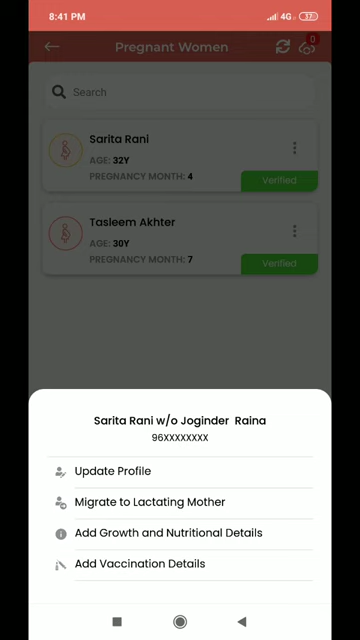 8:41 PM
4G 37
Pregnant Women
0
Search
Sarita Rani
AGE: 32Y
PREGNANCY MONTH: 4
Verified
Tasleem Akhter
AGE: 30Y
PREGNANCY MONTH: 7
Verified
Sarita Rani w/o Joginder Raina
96XXXXXXXX
Update Profile
Migrate to Lactating Mother
Add Growth and Nutritional Details
Add Vaccination Details